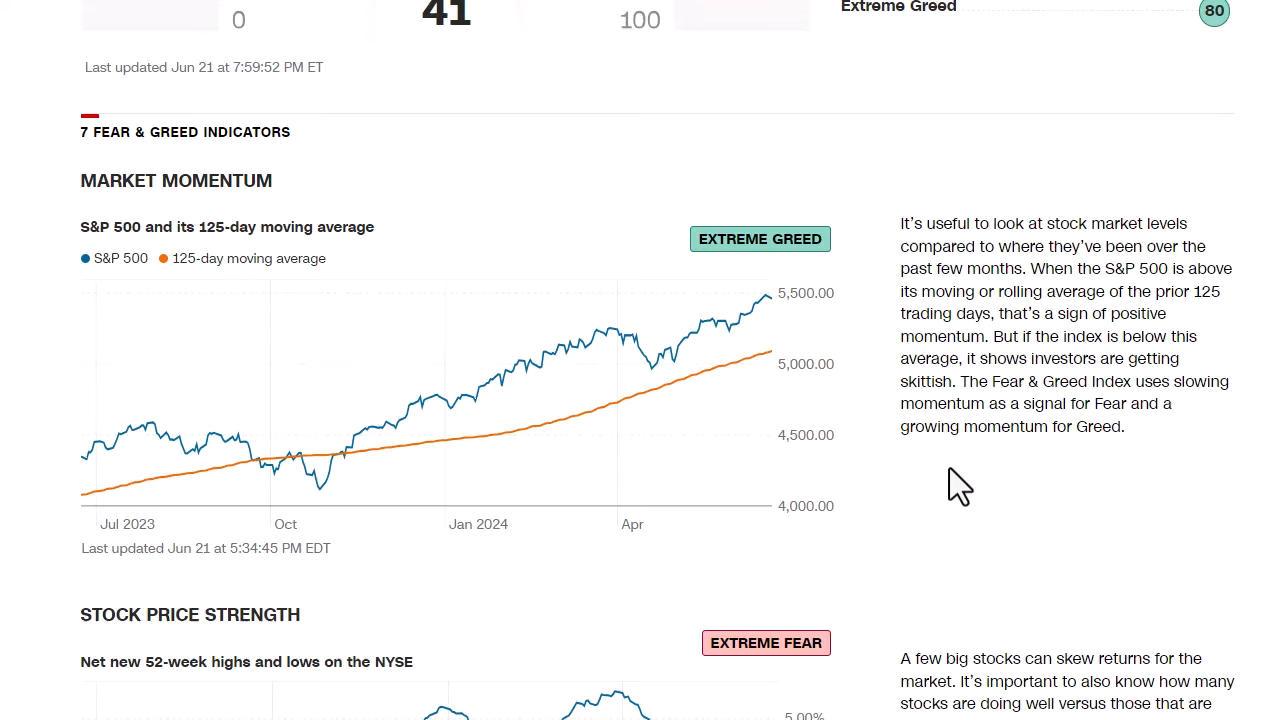 0
41
100
Extreme Greed
80
Last updated Jun 21 at 7:59:52 PM ET
7 FEAR & GREED INDICATORS
MARKET MOMENTUM
S&P 500 and its 125-day moving average
EXTREME GREED
S&P 500
125-day moving average
5,500.00
5,000.00
4,500.00
4,000.00
Jul 2023
Oct
Jan 2024
Apr
Last updated Jun 21 at 5:34:45 PM EDT
It's useful to look at stock market levels
compared to where they've been over the
past few months. When the S&P 500 is above
its moving or rolling average of the prior 125
trading days, that's a sign of positive
momentum. But if the index is below this
average, it shows investors are getting
skittish. The Fear & Greed Index uses slowing
momentum as a signal for Fear and a
growing momentum for Greed.
STOCK PRICE STRENGTH
EXTREME FEAR
Net new 52-week highs and lows on the NYSE
5.00%
A few big stocks can skew returns for the
market. It's important to also know how many
stocks are doing well versus those that are